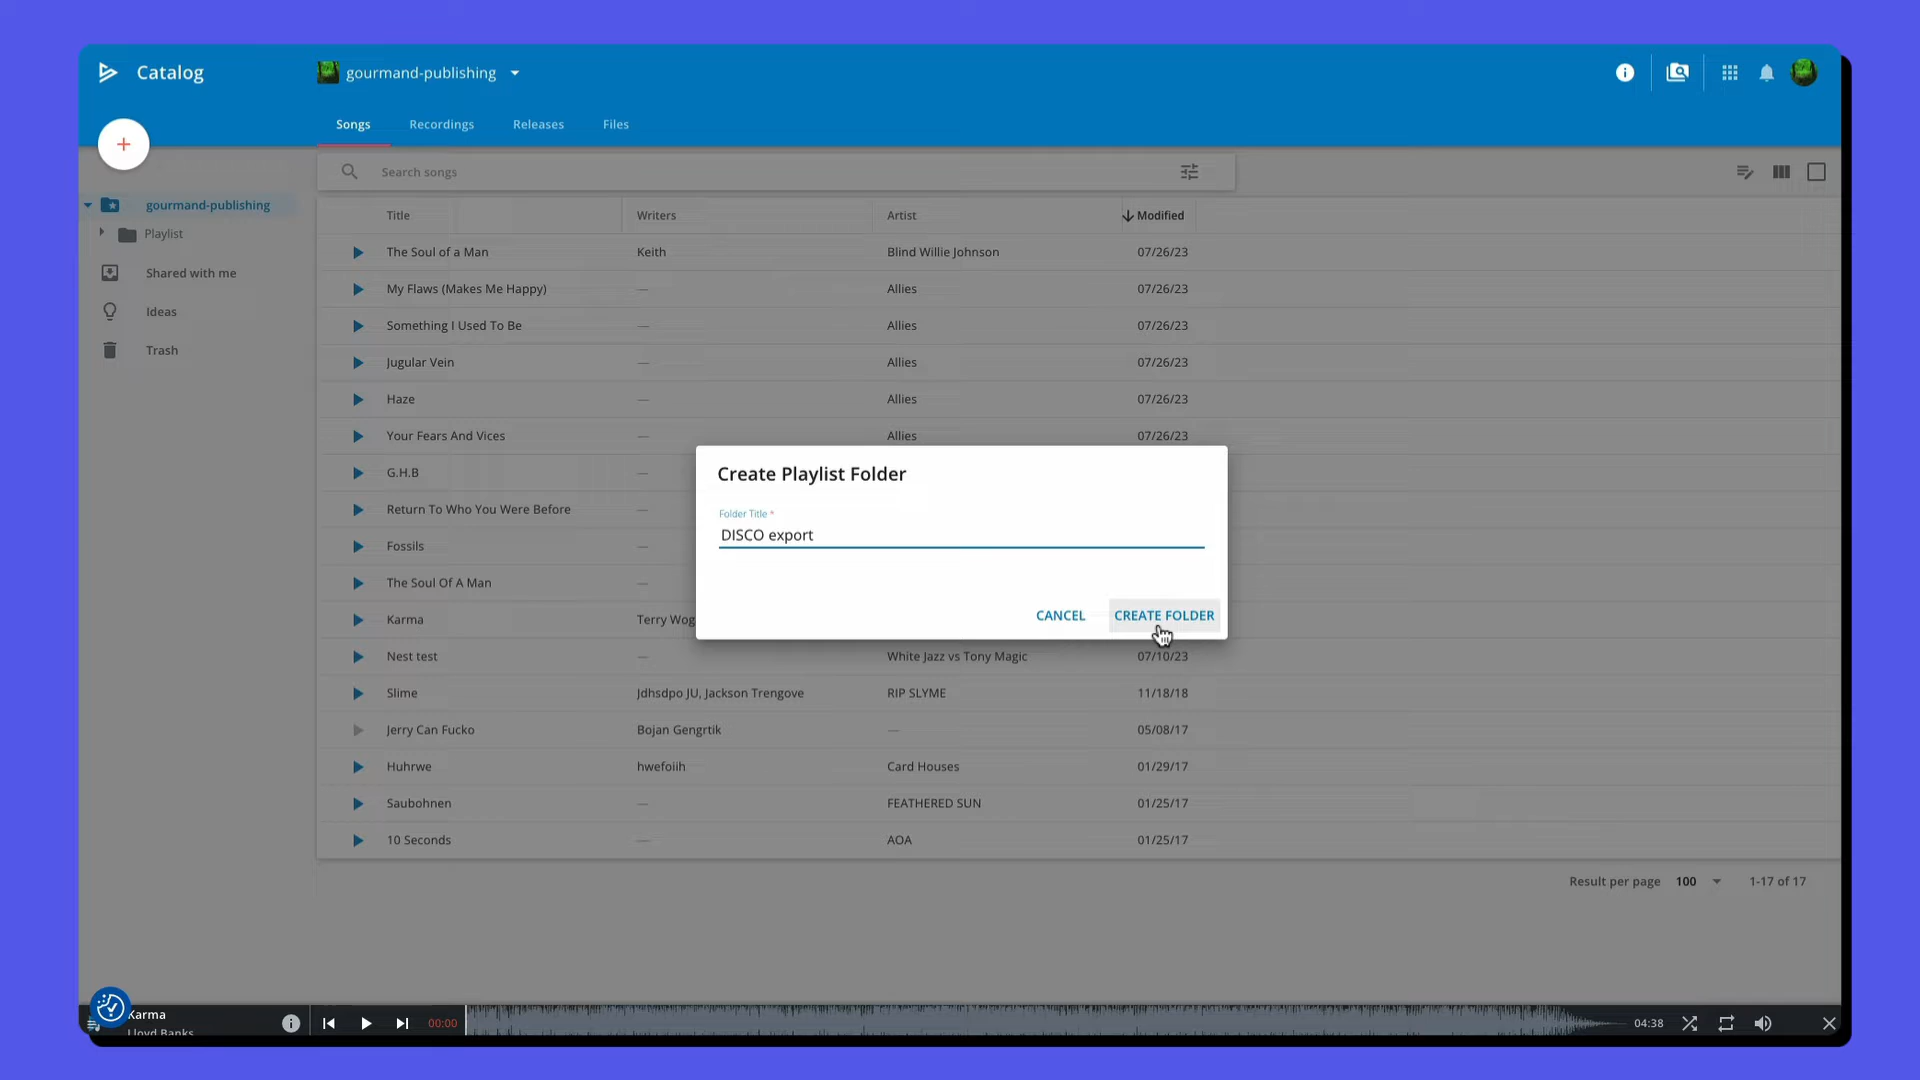 Catalog
gourmand-publishing
Songs Recordings Releases Files
+
Search songs
gourmand-publishing
Playlist
Shared with me
Ideas
Trash
Title Writers Artist Modified
The Soul of a Man Keith Blind Willie Johnson 07/26/23
My Flaws (Makes Me Happy) — Allies 07/26/23
Something I Used To Be — Allies 07/26/23
Jugular Vein — Allies 07/26/23
Haze — Allies 07/26/23
Your Fears And Vices — Allies 07/26/23
G.H.B —
Return To Who You Were Before —
Fossils —
The Soul Of A Man —
Karma Terry Wog
Nest test — White Jazz vs Tony Magic 07/10/23
Slime Jdhsdpo JU, Jackson Trengove RIP SLYME 11/18/18
Jerry Can Fucko Bojan Gengrtik — 05/08/17
Huhrwe hwefoiih Card Houses 01/29/17
Saubohnen — FEATHERED SUN 01/25/17
10 Seconds — AOA 01/25/17
Create Playlist Folder
Folder Title *
DISCO export
CANCEL CREATE FOLDER
Result per page 100 1-17 of 17
Karma
Lloyd Banks
00:00
04:38